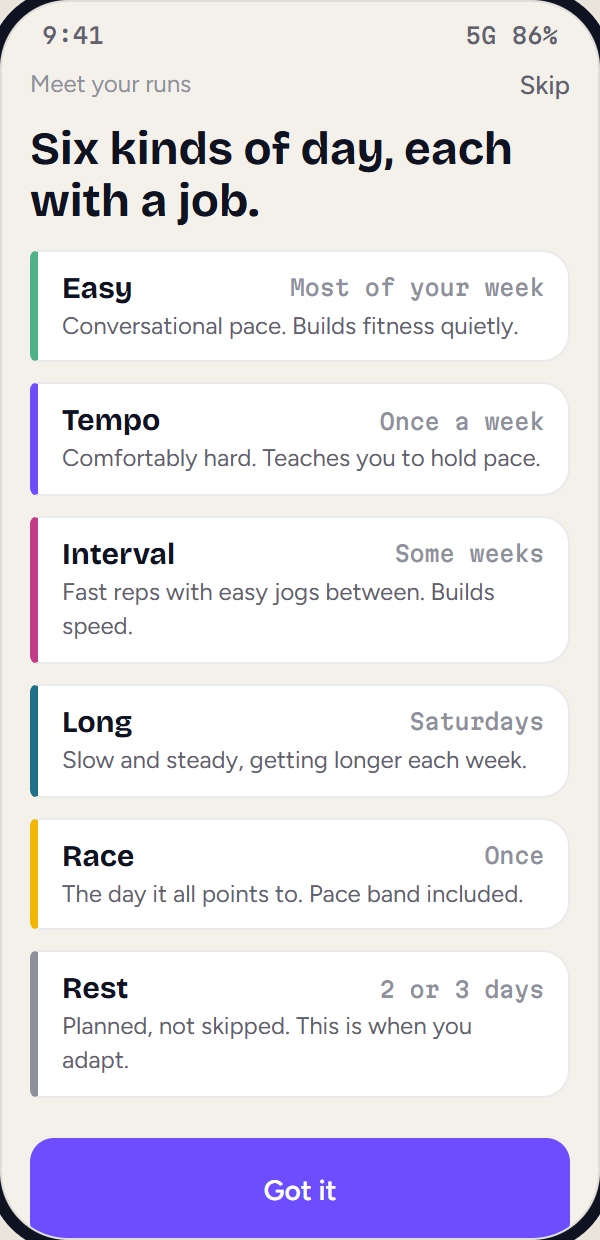 9:41 5G 86%
Meet your runs Skip
Six kinds of day, each
with a job.
Easy Most of your week
Conversational pace. Builds fitness quietly.
Tempo Once a week
Comfortably hard. Teaches you to hold pace.
Interval Some weeks
Fast reps with easy jogs between. Builds
speed.
Long Saturdays
Slow and steady, getting longer each week.
Race Once
The day it all points to. Pace band included.
Rest 2 or 3 days
Planned, not skipped. This is when you
adapt.
Got it